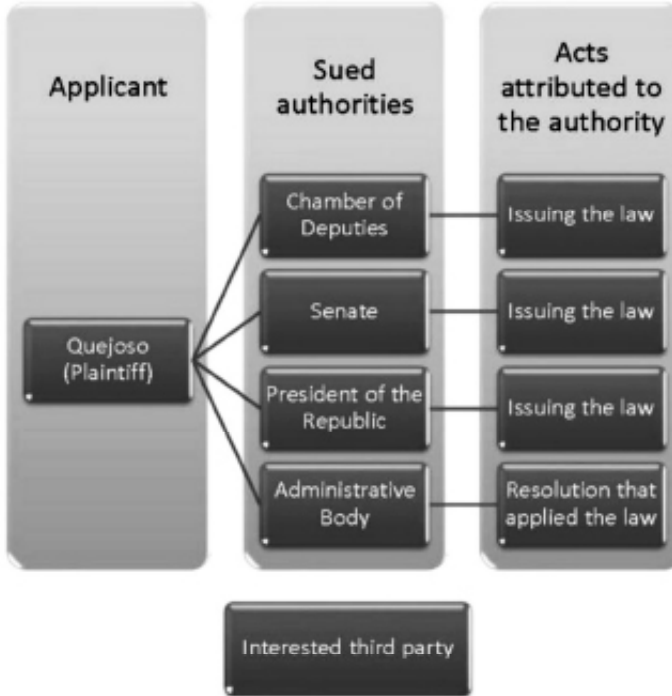 Applicant
Sued
authorities
Acts
attributed to
the authority
Quejoso
(Plaintiff)
Chamber of
Deputies
Issuing the law
Senate
Issuing the law
President of the
Republic
Issuing the law
Administrative
Body
Resolution that
applied the law
Interested third party